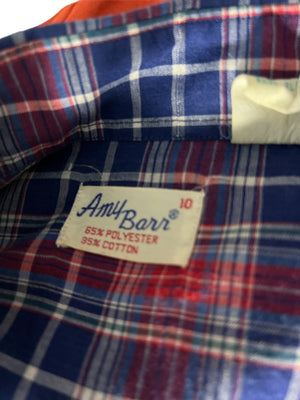 10
Amy
Barr®
65% POLYESTER
35% COTTON